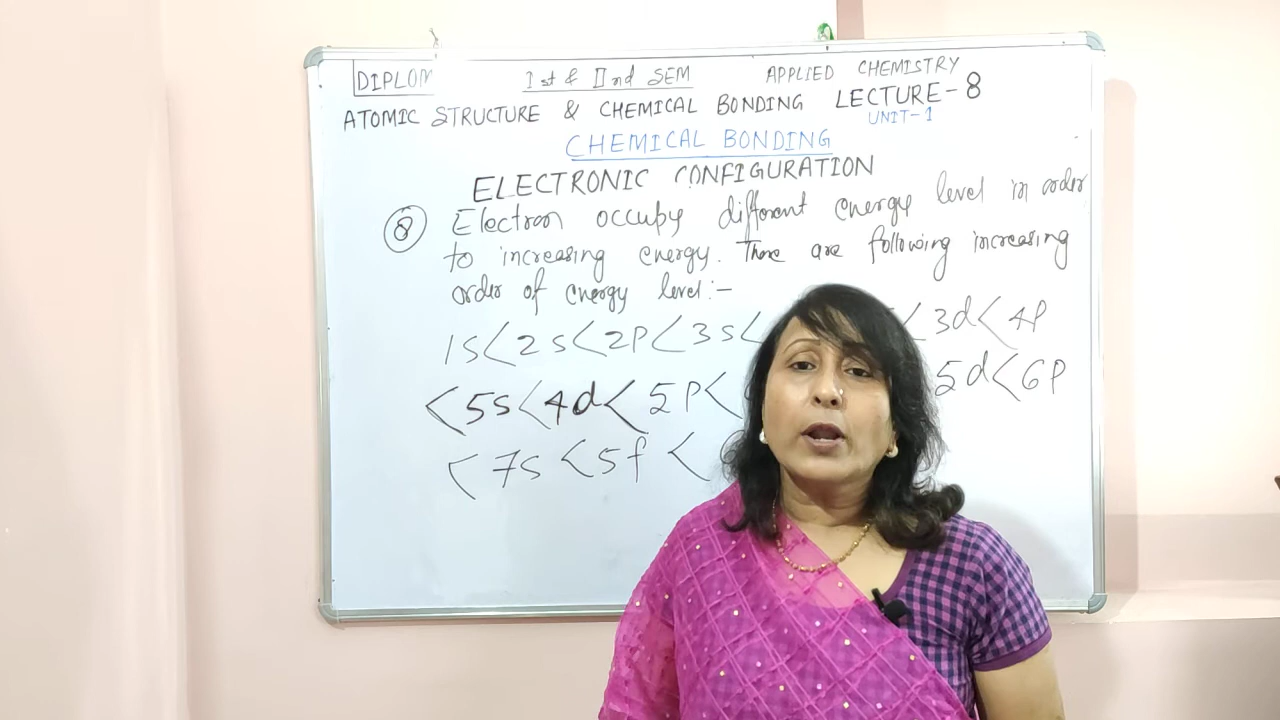 DIPLOM Ist & IInd SEM APPLIED CHEMISTRY
ATOMIC STRUCTURE & CHEMICAL BONDING LECTURE-8
UNIT-1
CHEMICAL BONDING
ELECTRONIC CONFIGURATION
8 Electron occupy different energy level in order
to increasing energy. There are following increasing
order of energy level:-
1s<2s<2P<3s< <3d<4P
<5s<4d<5P< 5d<6P
<7s<5f<